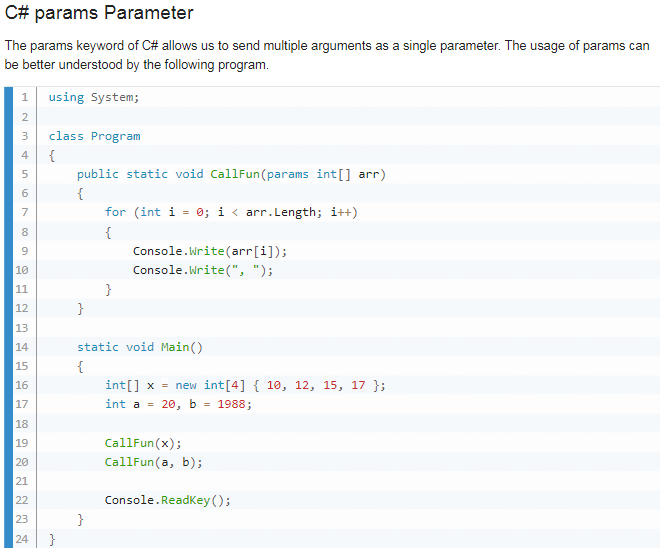 C# params Parameter
The params keyword of C# allows us to send multiple arguments as a single parameter. The usage of params can
be better understood by the following program.
1 using System;
2
3 class Program
4 {
5     public static void CallFun(params int[] arr)
6     {
7         for (int i = 0; i < arr.Length; i++)
8         {
9             Console.Write(arr[i]);
10             Console.Write(", ");
11         }
12     }
13
14     static void Main()
15     {
16         int[] x = new int[4] { 10, 12, 15, 17 };
17         int a = 20, b = 1988;
18
19         CallFun(x);
20         CallFun(a, b);
21
22         Console.ReadKey();
23     }
24 }